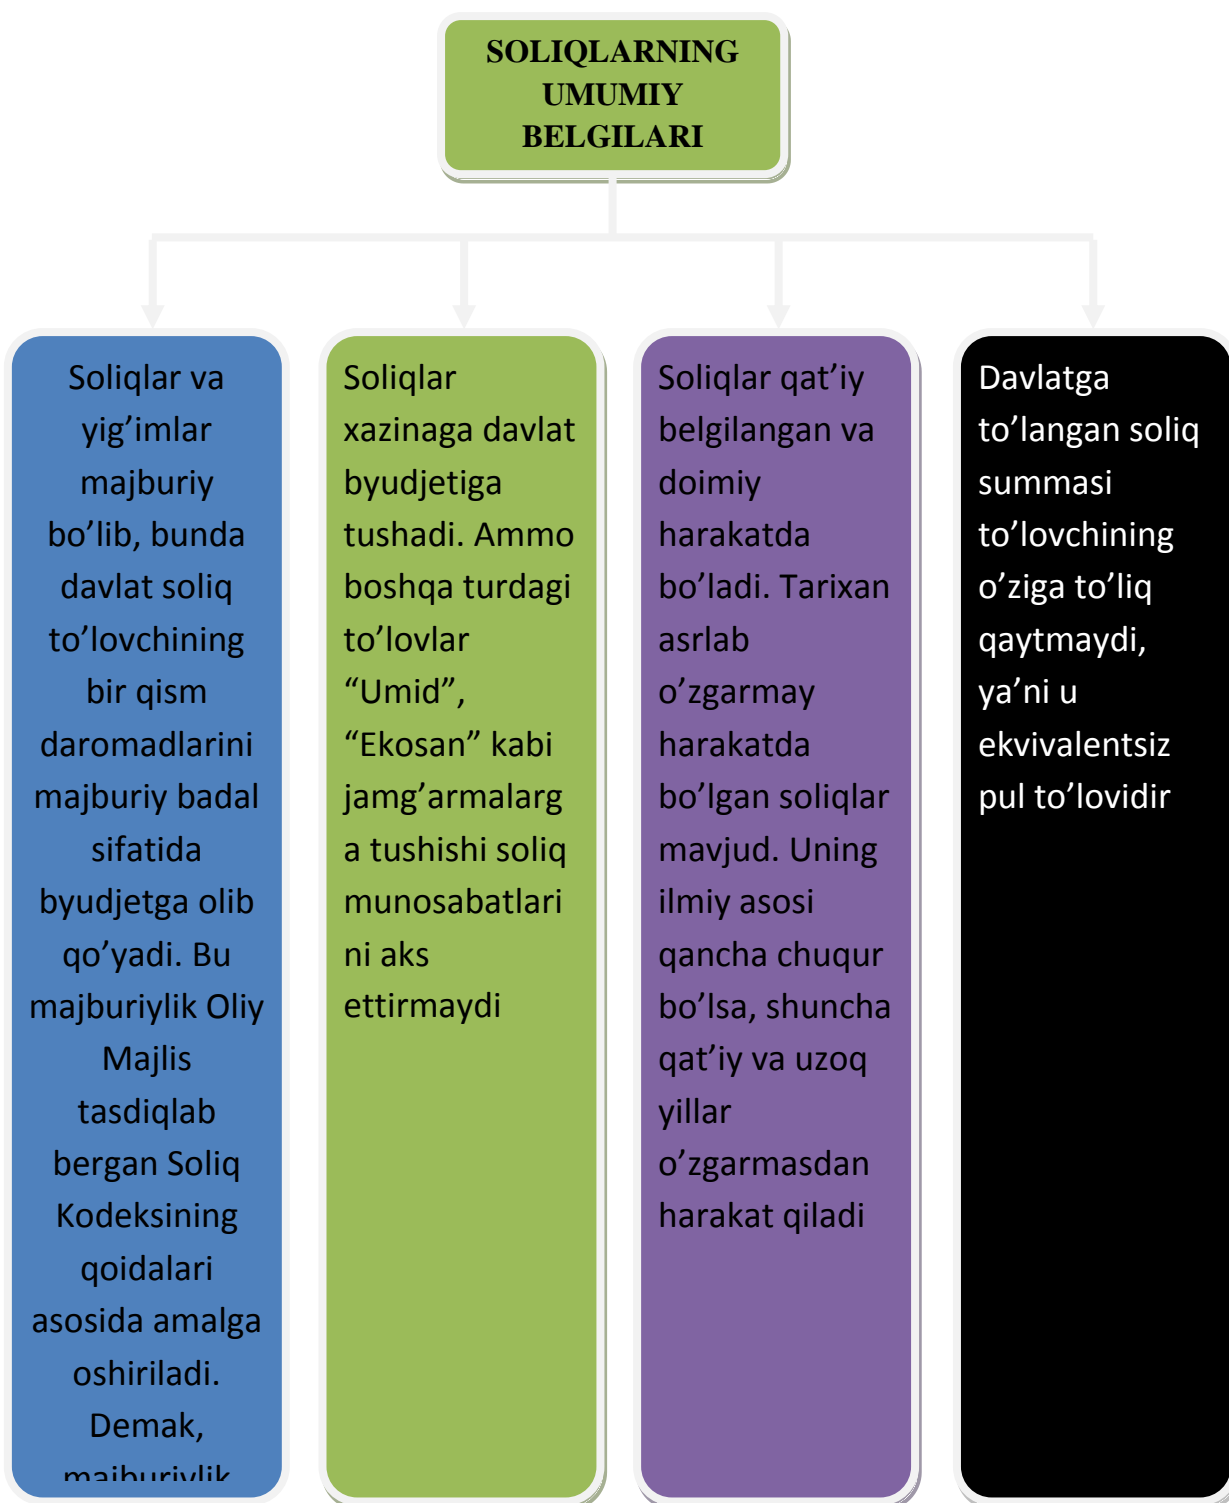 SOLIQLARNING
UMUMIY
BELGILARI
Soliqlar va
yig’imlar
majburiy
bo’lib, bunda
davlat soliq
to’lovchining
bir qism
daromadlarini
majburiy badal
sifatida
byudjetga olib
qo’yadi. Bu
majburiylik Oliy
Majlis
tasdiqlab
bergan Soliq
Kodeksining
qoidalari
asosida amalga
oshiriladi.
Demak,
majburiylik
Soliqlar
xazinaga davlat
byudjetiga
tushadi. Ammo
boshqa turdagi
to’lovlar
“Umid”,
“Ekosan” kabi
jamg’armalarg
a tushishi soliq
munosabatlari
ni aks
ettirmaydi
Soliqlar qat’iy
belgilangan va
doimiy
harakatda
bo’ladi. Tarixan
asrlab
o’zgarmay
harakatda
bo’lgan soliqlar
mavjud. Uning
ilmiy asosi
qancha chuqur
bo’lsa, shuncha
qat’iy va uzoq
yillar
o’zgarmasdan
harakat qiladi
Davlatga
to’langan soliq
summasi
to’lovchining
o’ziga to’liq
qaytmaydi,
ya’ni u
ekvivalentsiz
pul to’lovidir